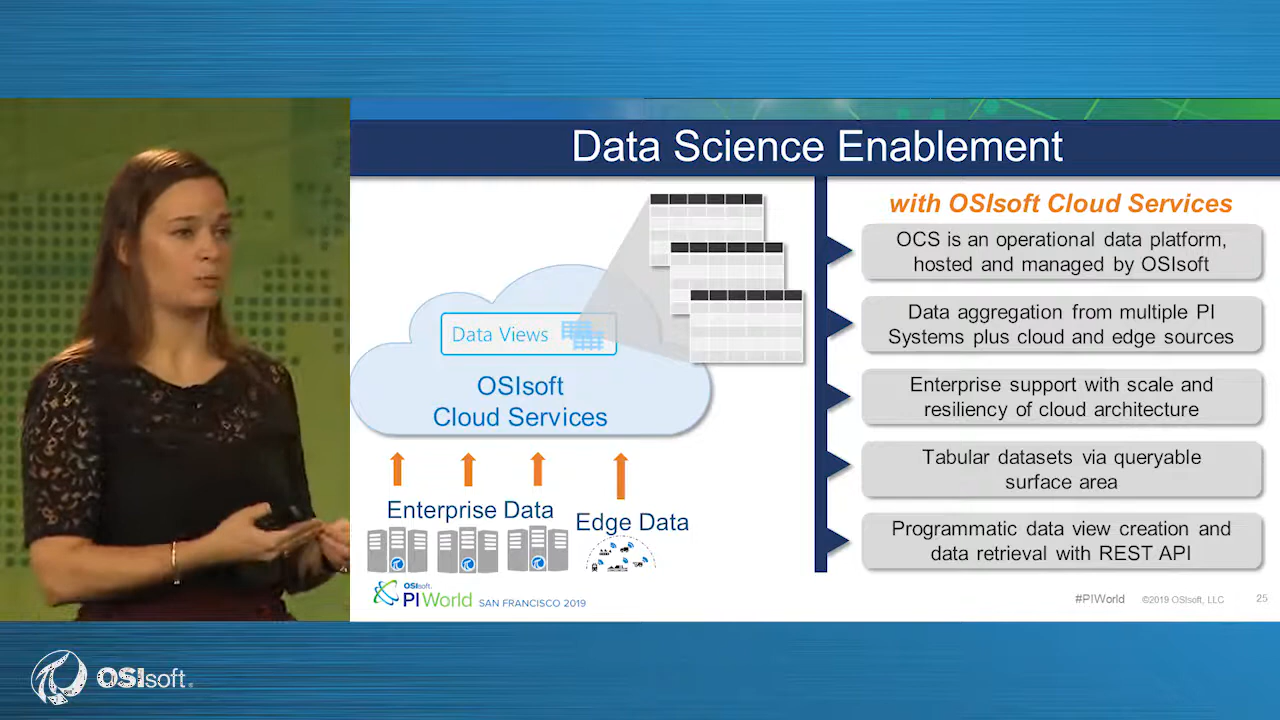 Data Science Enablement
with OSIsoft Cloud Services
OCS is an operational data platform,
hosted and managed by OSIsoft
Data aggregation from multiple PI
Systems plus cloud and edge sources
Enterprise support with scale and
resiliency of cloud architecture
Tabular datasets via queryable
surface area
Programmatic data view creation and
data retrieval with REST API
Data Views
OSIsoft
Cloud Services
Enterprise Data
Edge Data
OSIsoft.
PI World SAN FRANCISCO 2019
#PIWorld ©2019 OSIsoft, LLC 25
OSIsoft.